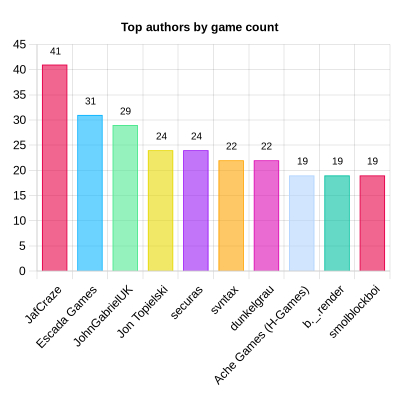 Top authors by game count
45
40
35
30
25
20
15
10
5
0
41
31
29
24
24
22
22
19
19
19
JafCraze
Escada Games
JohnGabrielUK
Jon Topielski
securas
svntax
dunkelgrau
Ache Games (H-Games)
b._.render
smolblockboi